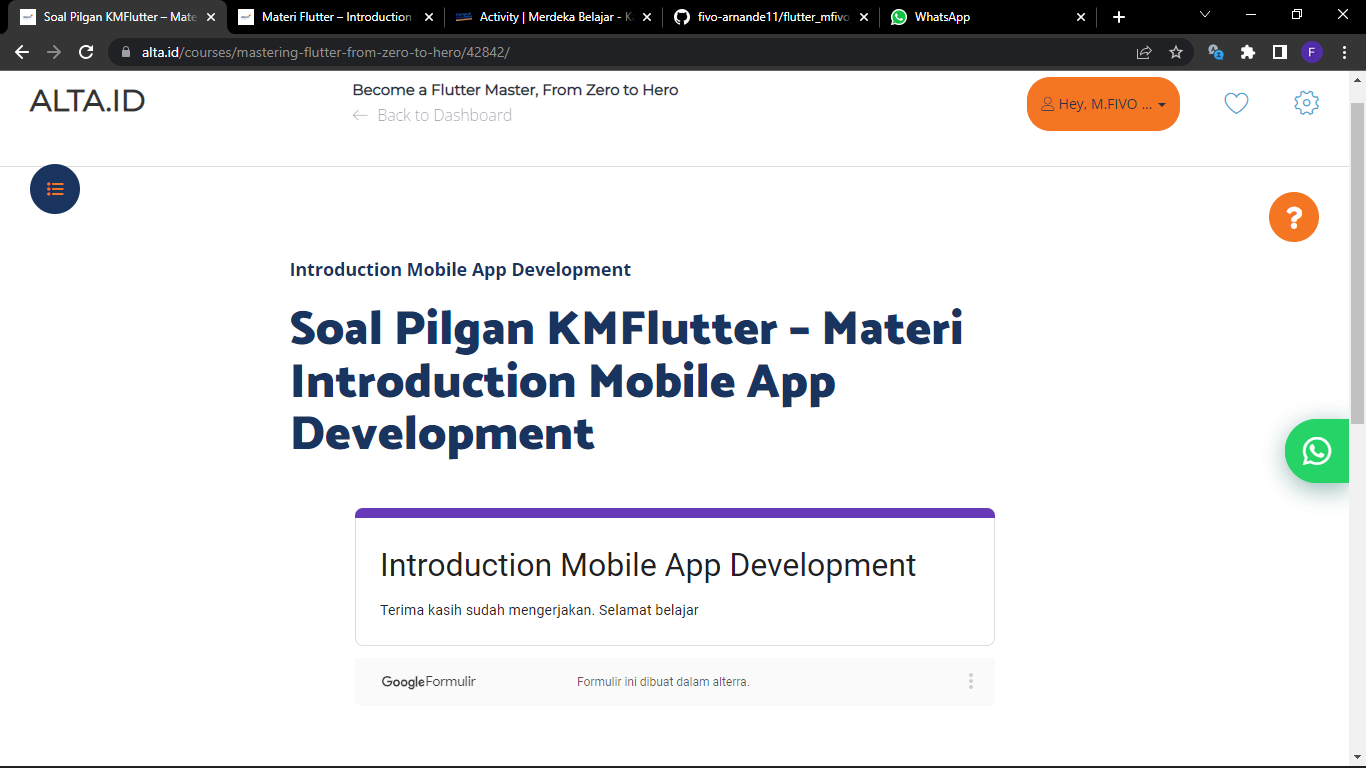 Soal Pilgan KMFlutter – Mate
Materi Flutter – Introduction
Activity | Merdeka Belajar - K
fivo-arnande11/flutter_mfivo
WhatsApp
alta.id/courses/mastering-flutter-from-zero-to-hero/42842/
F
ALTA.ID
Become a Flutter Master, From Zero to Hero
← Back to Dashboard
Hey, M.FIVO ...
?
Introduction Mobile App Development
Soal Pilgan KMFlutter – Materi
Introduction Mobile App
Development
Introduction Mobile App Development
Terima kasih sudah mengerjakan. Selamat belajar
Google Formulir
Formulir ini dibuat dalam alterra.